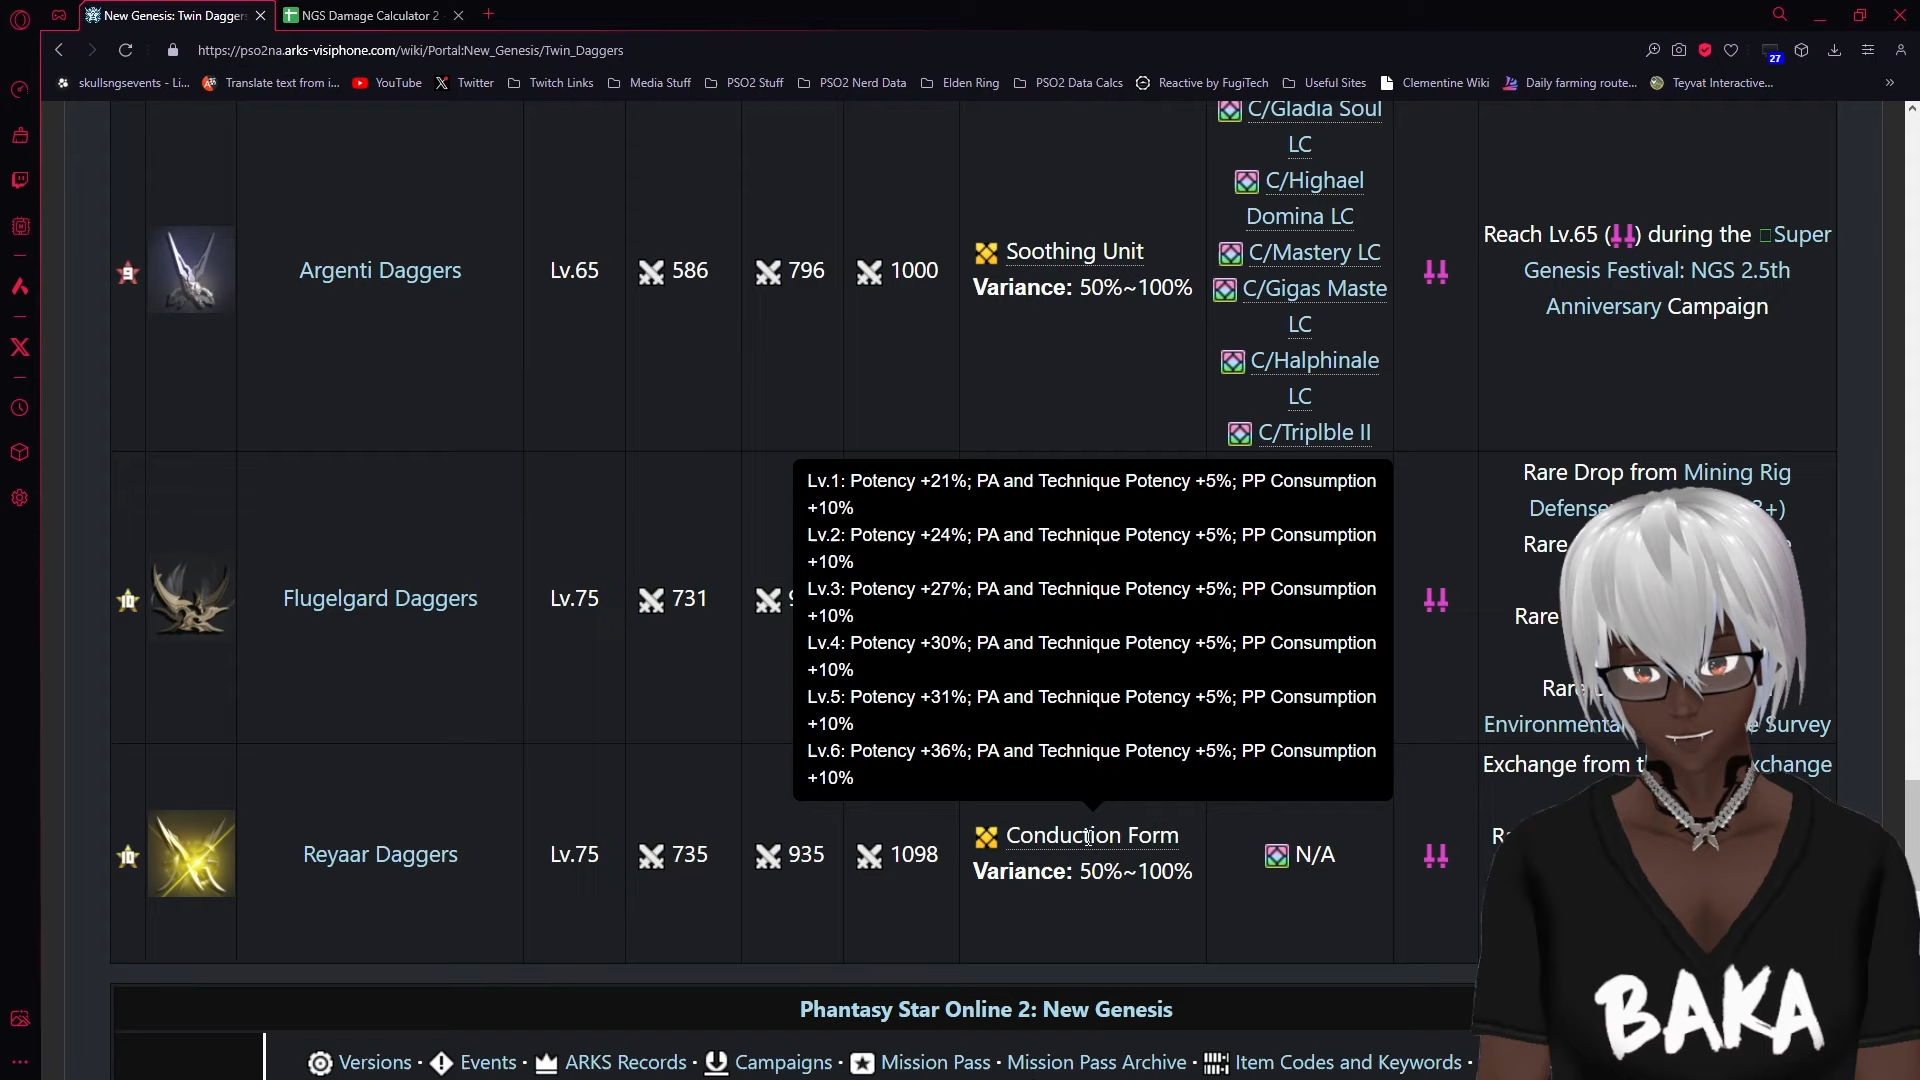 New Genesis: Twin Dagger
NGS Damage Calculator 2
https://pso2na.arks-visiphone.com/wiki/Portal:New_Genesis/Twin_Daggers
27
skullsngsevents - Li...
Translate text from i...
YouTube
Twitter
Twitch Links
Media Stuff
PSO2 Stuff
PSO2 Nerd Data
Elden Ring
PSO2 Data Calcs
Reactive by FugiTech
Useful Sites
Clementine Wiki
Daily farming route...
Teyvat Interactive...
C/Gladia Soul
LC
C/Highael
Domina LC
C/Mastery LC
C/Gigas Maste
LC
C/Halphinale
LC
C/Triplble II
9
Argenti Daggers
Lv.65
586
796
1000
Soothing Unit
Variance: 50%~100%
Reach Lv.65 ( ) during the □Super
Genesis Festival: NGS 2.5th
Anniversary Campaign
Lv.1: Potency +21%; PA and Technique Potency +5%; PP Consumption
+10%
Lv.2: Potency +24%; PA and Technique Potency +5%; PP Consumption
+10%
Lv.3: Potency +27%; PA and Technique Potency +5%; PP Consumption
+10%
Lv.4: Potency +30%; PA and Technique Potency +5%; PP Consumption
+10%
Lv.5: Potency +31%; PA and Technique Potency +5%; PP Consumption
+10%
Lv.6: Potency +36%; PA and Technique Potency +5%; PP Consumption
+10%
10
Flugelgard Daggers
Lv.75
731
Rare Drop from Mining Rig
Defense
Rare
Rare
Environmental Survey
10
Reyaar Daggers
Lv.75
735
935
1098
Conduction Form
Variance: 50%~100%
N/A
Exchange from
BAKA
Phantasy Star Online 2: New Genesis
Versions · Events · ARKS Records · Campaigns · Mission Pass · Mission Pass Archive · Item Codes and Keywords ·